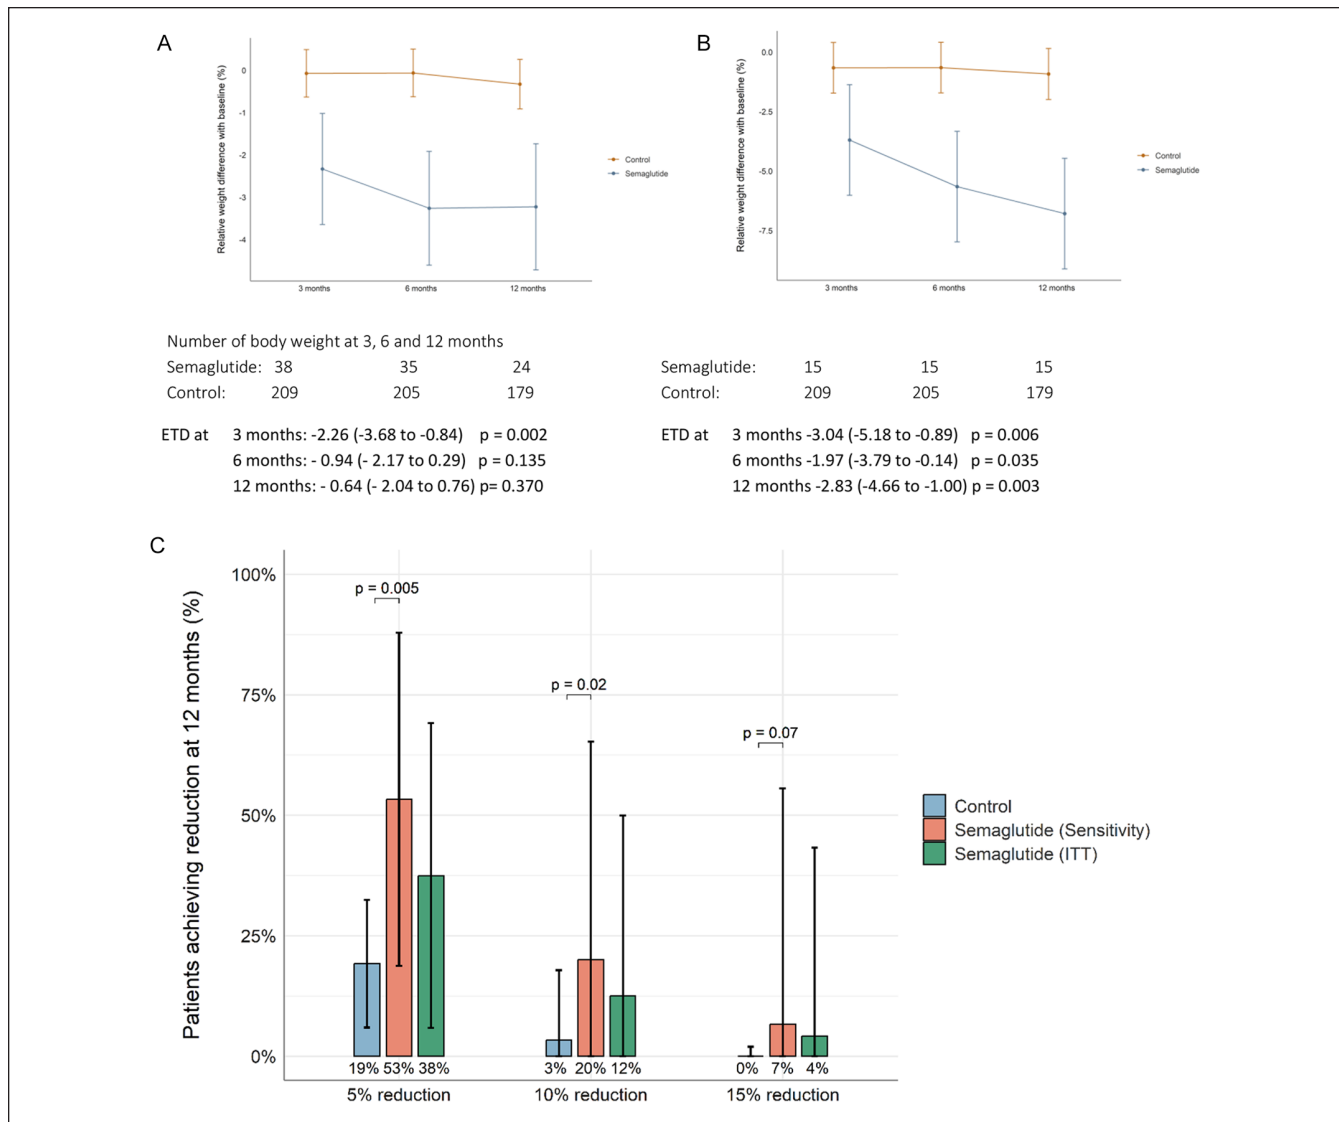 A
Relative weight difference with baseline (%)
0
-1
-2
-3
-4
3 months
6 months
12 months
Control
Semaglutide
B
Relative weight difference with baseline (%)
0.0
-2.5
-5.0
-7.5
3 months
6 months
12 months
Control
Semaglutide
Number of body weight at 3, 6 and 12 months
Semaglutide: 38 35 24
Control: 209 205 179
ETD at 3 months: -2.26 (-3.68 to -0.84) p = 0.002
6 months: - 0.94 (- 2.17 to 0.29) p = 0.135
12 months: - 0.64 (- 2.04 to 0.76) p= 0.370
Semaglutide: 15 15 15
Control: 209 205 179
ETD at 3 months -3.04 (-5.18 to -0.89) p = 0.006
6 months -1.97 (-3.79 to -0.14) p = 0.035
12 months -2.83 (-4.66 to -1.00) p = 0.003
C
Patients achieving reduction at 12 months (%)
100%
75%
50%
25%
0%
p = 0.005
p = 0.02
p = 0.07
19% 53% 38%
3% 20% 12%
0% 7% 4%
5% reduction
10% reduction
15% reduction
Control
Semaglutide (Sensitivity)
Semaglutide (ITT)